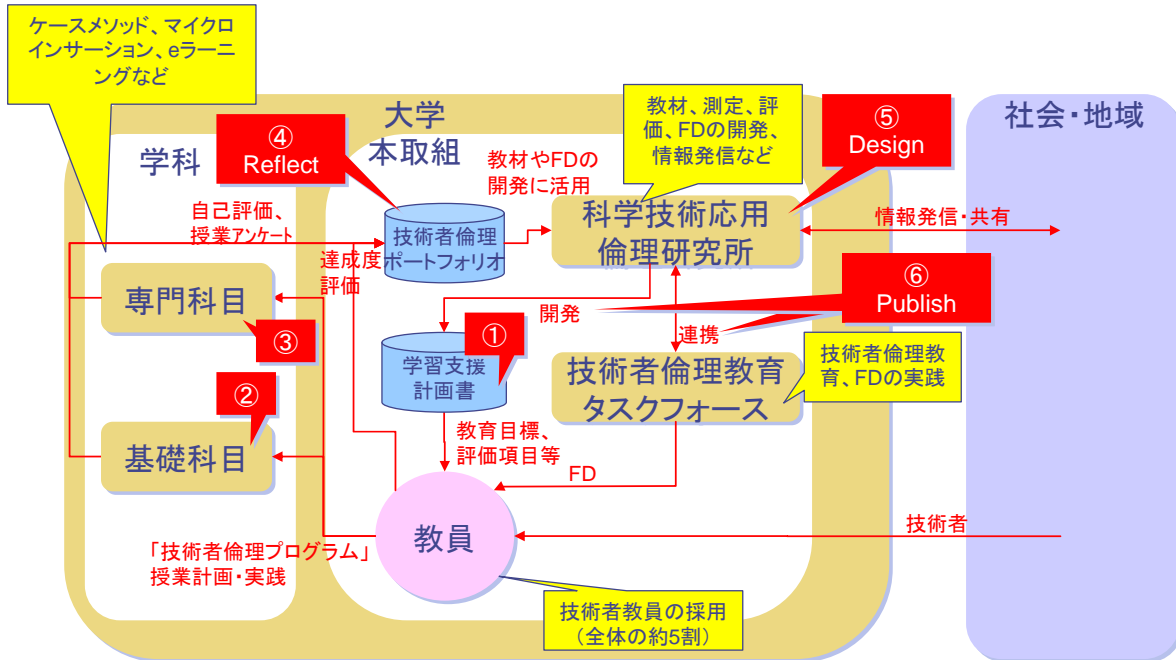 ケースメソッド、マイクロ
インサーション、eラーニ
ングなど
大学
本取組
学科
社会・地域
④
Reflect
教材、測定、評
価、FDの開発、
情報発信など
⑤
Design
教材やFDの
開発に活用
自己評価、
授業アンケート
技術者倫理
ポートフォリオ
科学技術応用
倫理研究所
情報発信・共有
達成度
評価
専門科目
③
開発
連携
⑥
Publish
①
学習支援
計画書
技術者倫理教育
タスクフォース
技術者倫理教
育、FDの実践
②
基礎科目
教育目標、
評価項目等
FD
教員
技術者
「技術者倫理プログラム」
授業計画・実践
技術者教員の採用
（全体の約5割）